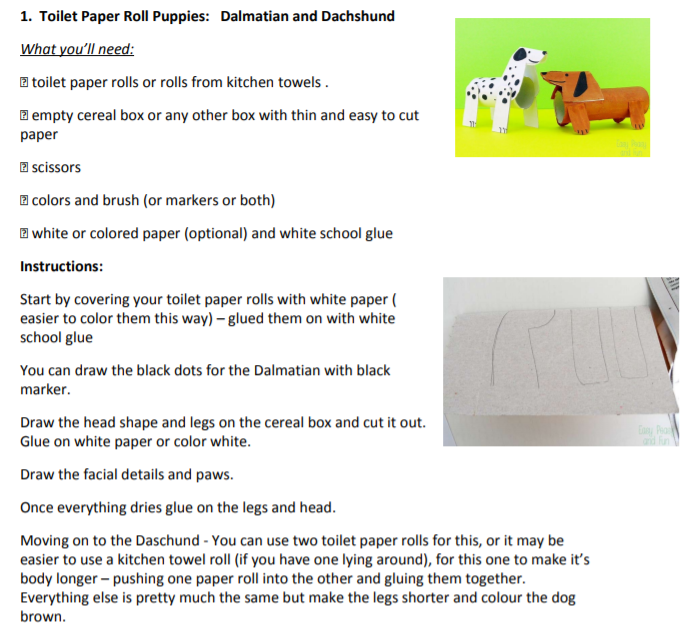 1. Toilet Paper Roll Puppies: Dalmatian and Dachshund
What you'll need:
toilet paper rolls or rolls from kitchen towels .
empty cereal box or any other box with thin and easy to cut
paper
scissors
colors and brush (or markers or both)
white or colored paper (optional) and white school glue
Instructions:
Start by covering your toilet paper rolls with white paper (
easier to color them this way) – glued them on with white
school glue
You can draw the black dots for the Dalmatian with black
marker.
Draw the head shape and legs on the cereal box and cut it out.
Glue on white paper or color white.
Draw the facial details and paws.
Once everything dries glue on the legs and head.
Moving on to the Daschund - You can use two toilet paper rolls for this, or it may be
easier to use a kitchen towel roll (if you have one lying around), for this one to make it's
body longer – pushing one paper roll into the other and gluing them together.
Everything else is pretty much the same but make the legs shorter and colour the dog
brown.
Easy Peasy
and Fun
Easy Peasy
and Fun